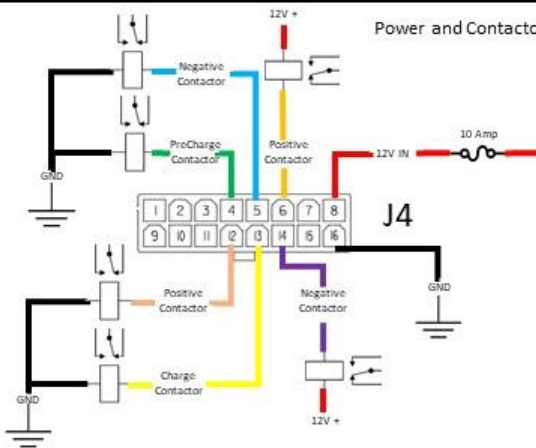 12V +
Power and Contacto
Negative
Contactor
10 Amp
PreCharge
Contactor
Positive
Contactor
12V IN
GND
1 2 3 4 5 6 7 8
J4
9 10 11 12 13 14 15 16
Positive
Contactor
Negative
Contactor
GND
Charge
Contactor
GND
12V +